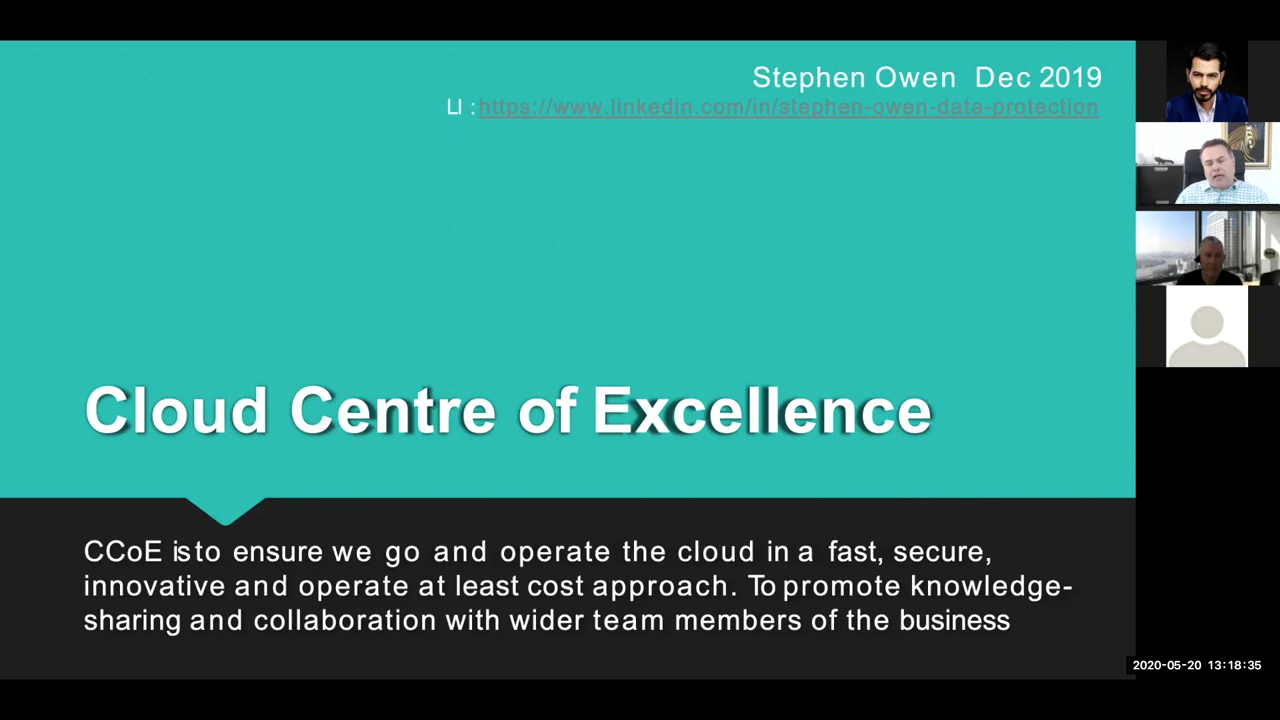 Stephen Owen Dec 2019
LI : https://www.linkedin.com/in/stephen-owen-data-protection
Cloud Centre of Excellence
CCoE is to ensure we go and operate the cloud in a fast, secure,
innovative and operate at least cost approach. To promote knowledge-
sharing and collaboration with wider team members of the business
2020-05-20 13:18:35